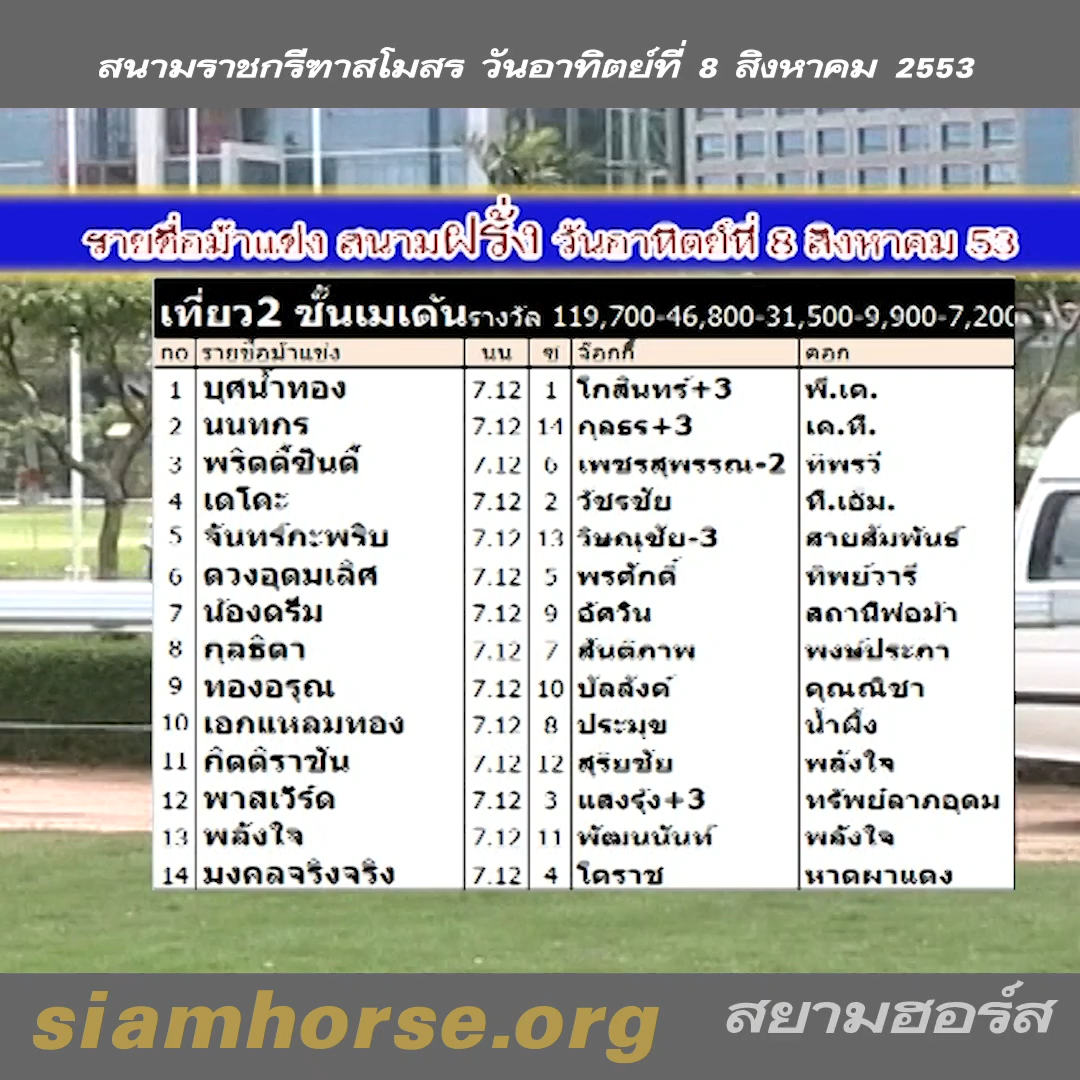 สนามราชกรีฑาสโมสร วันอาทิตย์ที่ 8 สิงหาคม 2553
รายชื่อม้าแข่ง สนามฝรั่ง วันอาทิตย์ที่ 8 สิงหาคม 53
เที่ยว2 ชั้นเมเด้น รางวัล 119,700-46,800-31,500-9,900-7,200
no รายชื่อม้าแข่ง นน ข จ๊อกกี้ คอก
1 บุศน้ำทอง 7.12 1 โกสินทร์+3 พี.เค.
2 นนทกร 7.12 14 กุลธร+3 เค.ที.
3 พริตตี้ซินดี้ 7.12 6 เพชรสุพรรณ-2 ทิพรวี
4 เดโดะ 7.12 2 วัชรชัย ที.เอ็ม.
5 จันทร์กะพริบ 7.12 13 วิษณุชัย-3 สายสัมพันธ์
6 ดวงอุดมเลิศ 7.12 5 พรศักดิ์ ทิพย์วารี
7 น้องดรีม 7.12 9 อัศวิน สถานีพ่อม้า
8 กุลธิดา 7.12 7 สันติภาพ พงษ์ประภา
9 ทองอรุณ 7.12 10 บัลลังค์ คุณณิชา
10 เอกแหลมทอง 7.12 8 ประมุข น้ำผึ้ง
11 กิตติราชัน 7.12 12 สุริยชัย พลังใจ
12 พาสเวิร์ด 7.12 3 แสงรุ้ง+3 ทรัพย์ลาภอุดม
13 พลังใจ 7.12 11 พัฒนนันท์ พลังใจ
14 มงคลจริงจริง 7.12 4 โคราช หาดผาแดง
siamhorse.org สยามฮอร์ส